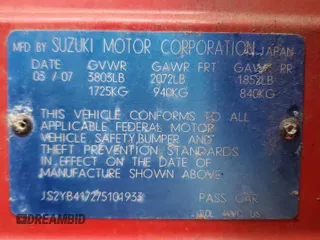 MFD BY SUZUKI MOTOR CORPORATION IN JAPAN
DATE GVWR GAWR FRT GAWR RR
03 / 07 3803LB 2072LB 1852LB
1725KG 940KG 840KG
THIS VEHICLE CONFORMS TO ALL
APPLICABLE FEDERAL MOTOR
VEHICLE SAFETY, BUMPER AND
THEFT PREVENTION STANDARDS
IN EFFECT ON THE DATE OF
MANUFACTURE SHOWN ABOVE
PASS CAR
DREAMBID